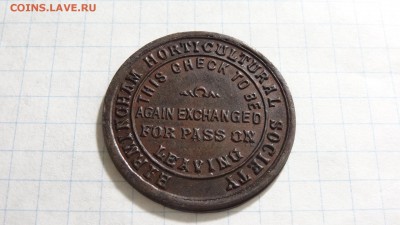 COINS.LAVE.RU
BIRMINGHAM HORTICULTURAL SOCIETY
THIS CHECK TO BE
AGAIN EXCHANGED
FOR PASS ON
LEAVING